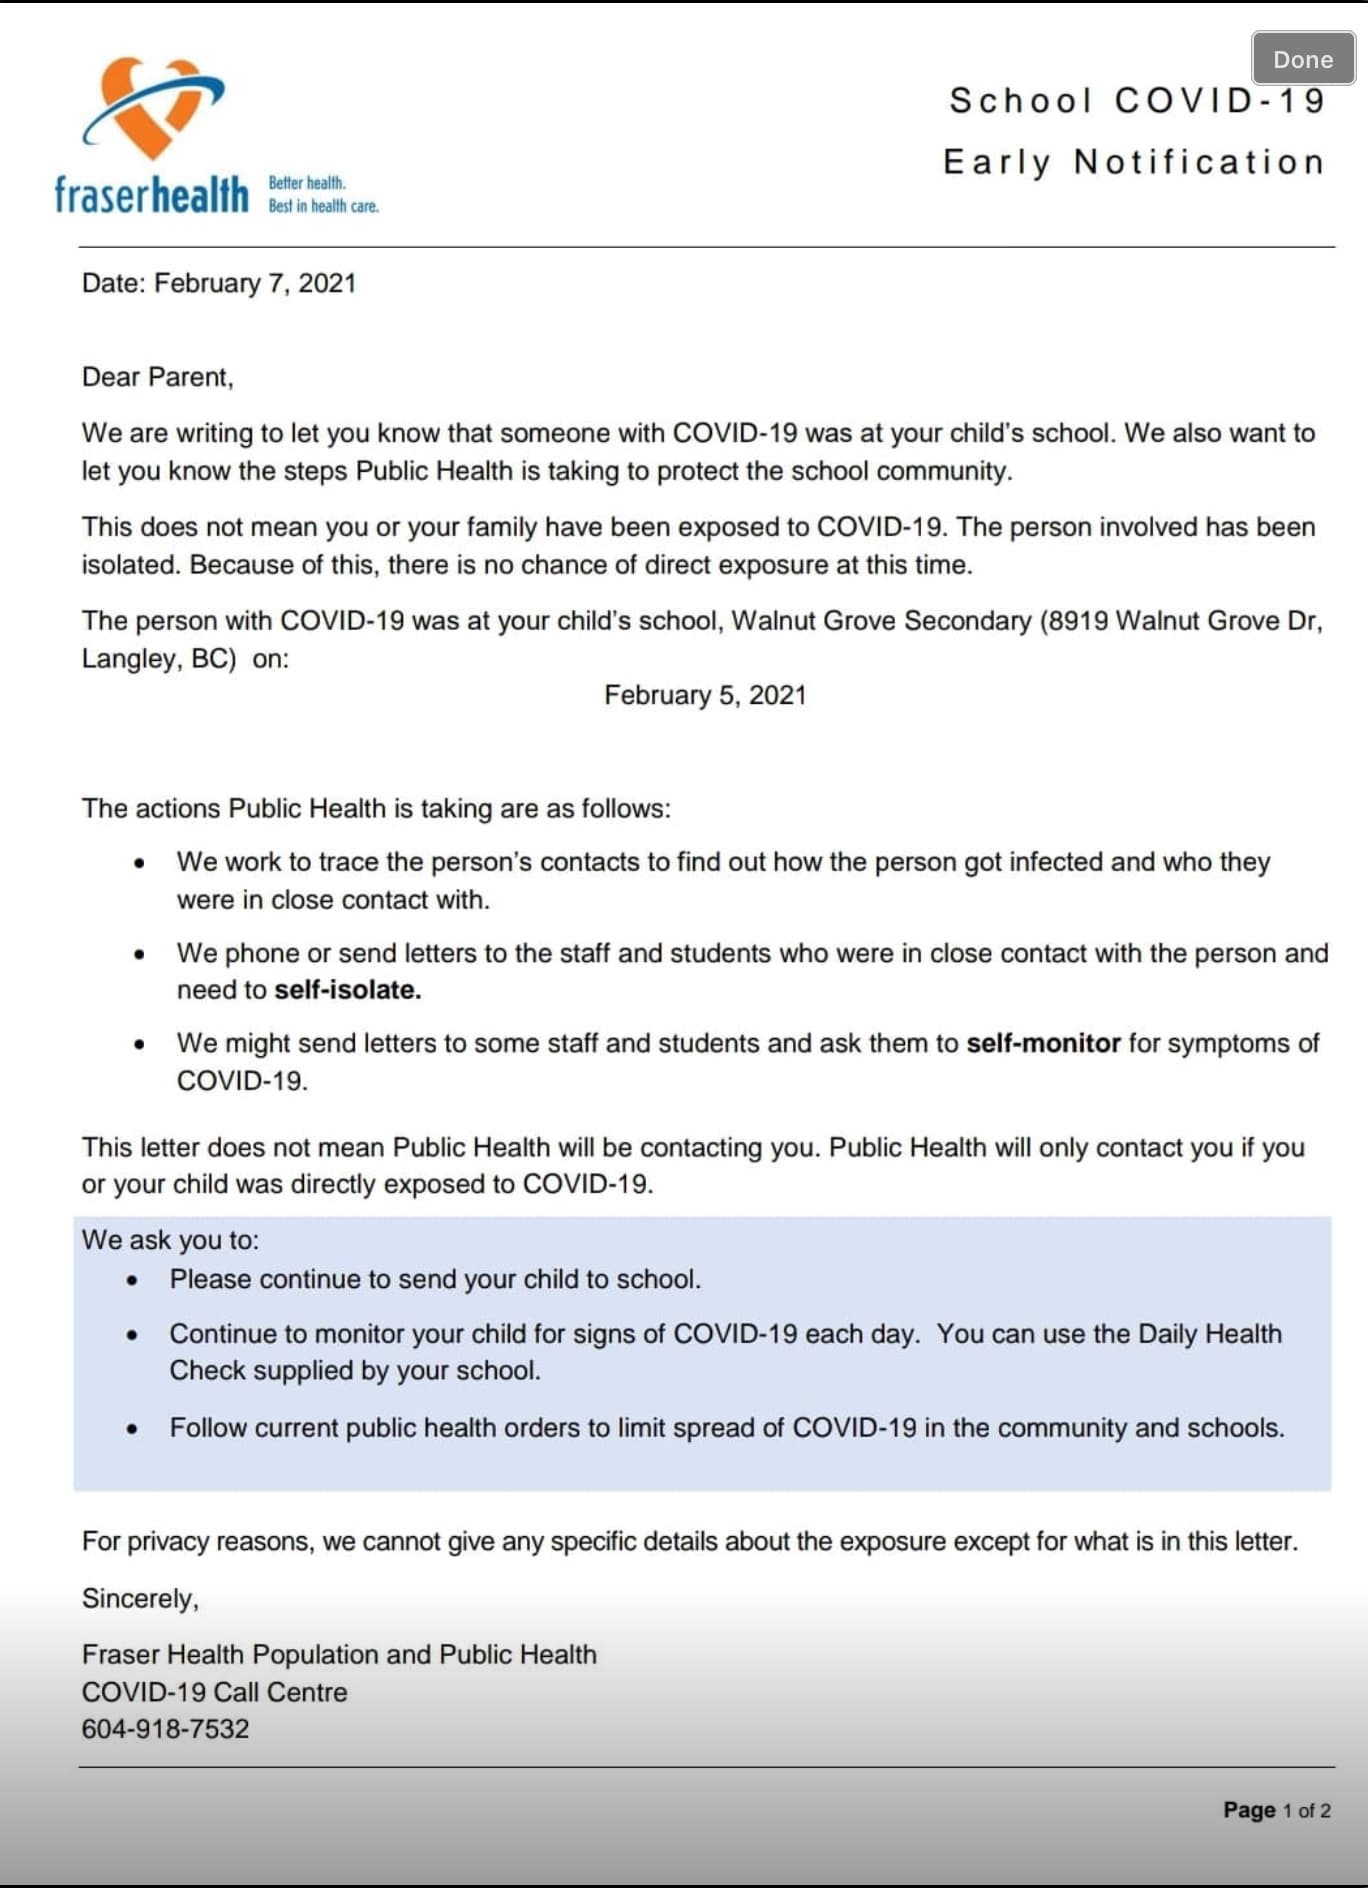 Done
School COVID-19
Early Notification
fraserhealth
Better health.
Best in health care.
Date: February 7, 2021
Dear Parent,
We are writing to let you know that someone with COVID-19 was at your child's school. We also want to
let you know the steps Public Health is taking to protect the school community.
This does not mean you or your family have been exposed to COVID-19. The person involved has been
isolated. Because of this, there is no chance of direct exposure at this time.
The person with COVID-19 was at your child's school, Walnut Grove Secondary (8919 Walnut Grove Dr,
Langley, BC)  on:
February 5, 2021
The actions Public Health is taking are as follows:
• We work to trace the person's contacts to find out how the person got infected and who they
were in close contact with.
• We phone or send letters to the staff and students who were in close contact with the person and
need to self-isolate.
• We might send letters to some staff and students and ask them to self-monitor for symptoms of
COVID-19.
This letter does not mean Public Health will be contacting you. Public Health will only contact you if you
or your child was directly exposed to COVID-19.
We ask you to:
• Please continue to send your child to school.
• Continue to monitor your child for signs of COVID-19 each day.  You can use the Daily Health
Check supplied by your school.
• Follow current public health orders to limit spread of COVID-19 in the community and schools.
For privacy reasons, we cannot give any specific details about the exposure except for what is in this letter.
Sincerely,
Fraser Health Population and Public Health
COVID-19 Call Centre
604-918-7532
Page 1 of 2